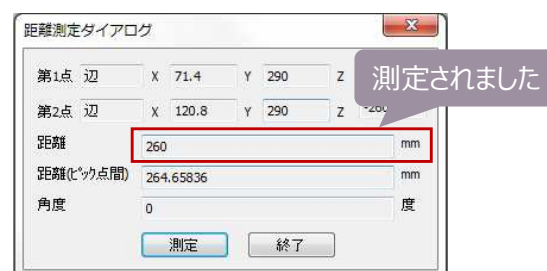 距離測定ダイアログ
第1点 辺 X 71.4 Y 290 Z
測定されました
第2点 辺 X 120.8 Y 290 Z -260
距離 260 mm
距離(ﾋﾟｯｸ点間) 264.65836 mm
角度 0 度
測定 終了